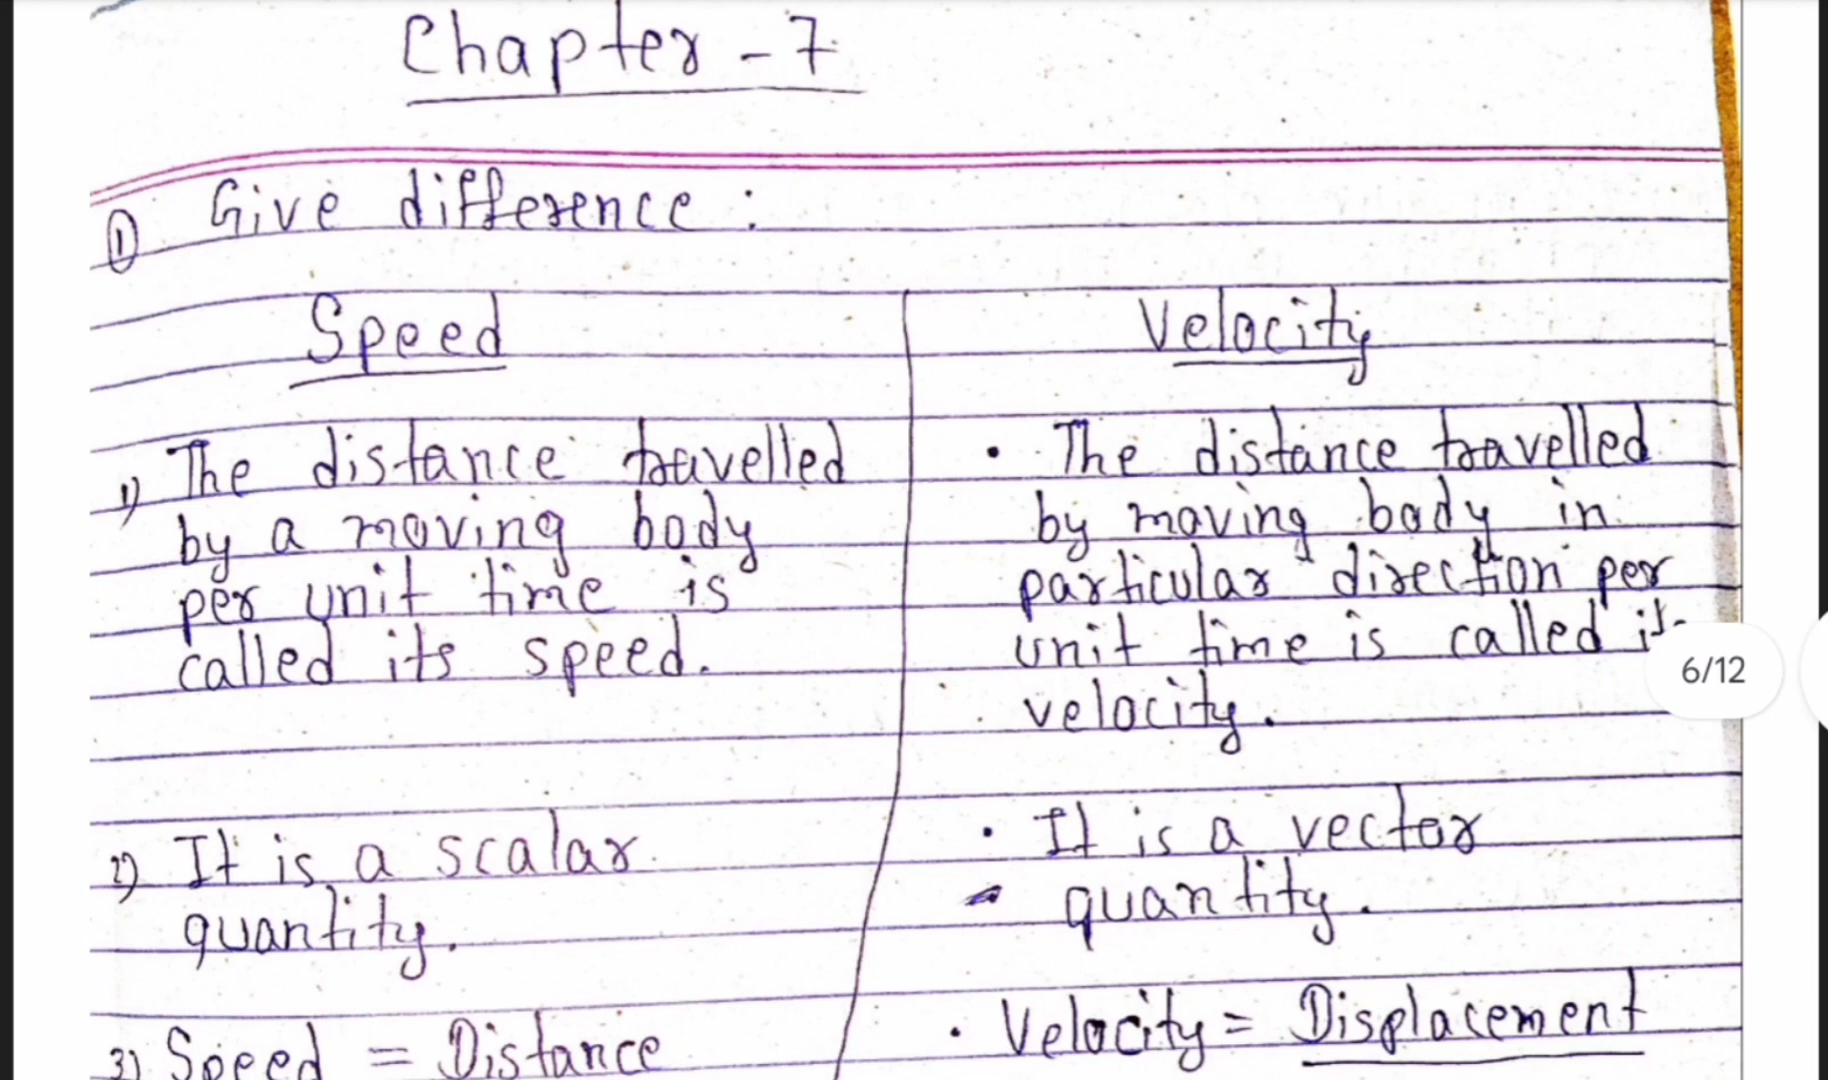 Chapter - 7
① Give difference :
Speed
1) The distance travelled
by a moving body
per unit time is
called its speed.
2) It is a scalar
quantity.
3) Speed = Distance
Velocity
• The distance travelled
by moving body in
particular direction per
unit time is called
velocity.
• It is a vector
quantity.
• Velocity = Displacement
6/12